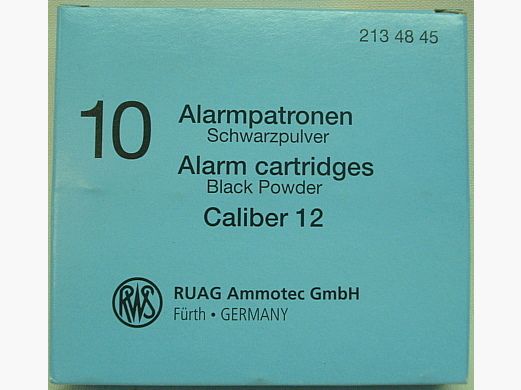 213 48 45
10
Alarmpatronen
Schwarzpulver
Alarm cartridges
Black Powder
Caliber 12
RWS
RUAG Ammotec GmbH
Fürth • GERMANY